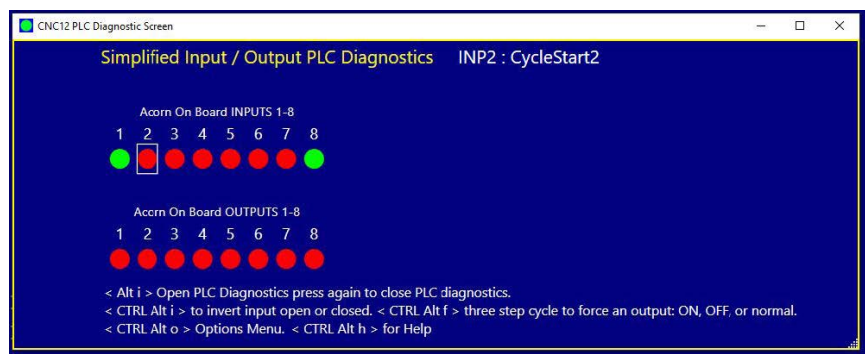 CNC12 PLC Diagnostic Screen
Simplified Input / Output PLC Diagnostics INP2 : CycleStart2
Acorn On Board INPUTS 1-8
1 2 3 4 5 6 7 8
Acorn On Board OUTPUTS 1-8
1 2 3 4 5 6 7 8
< Alt i > Open PLC Diagnostics press again to close PLC diagnostics.
< CTRL Alt i > to invert input open or closed. < CTRL Alt f > three step cycle to force an output: ON, OFF, or normal.
< CTRL Alt o > Options Menu. < CTRL Alt h > for Help